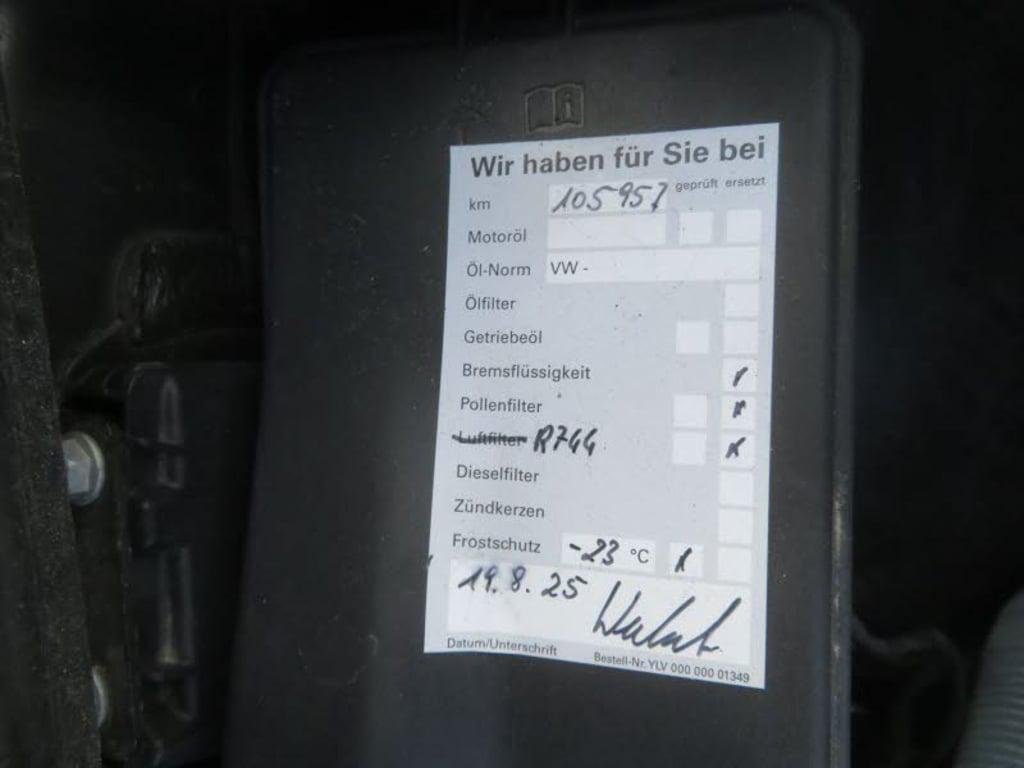 Wir haben für Sie bei
geprüft ersetzt
km 105957
Motoröl
Öl-Norm VW -
Ölfilter
Getriebeöl
Bremsflüssigkeit
Pollenfilter
Luftfilter R744
Dieselfilter
Zündkerzen
Frostschutz -23 °C
19.8.25
Datum/Unterschrift Bestell-Nr. YLV 000 000 01349